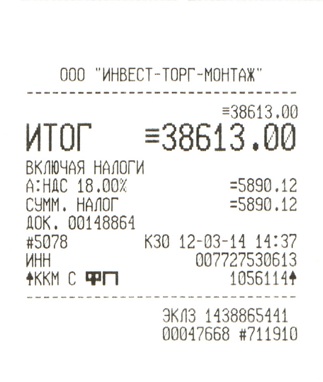 ООО "ИНВЕСТ-ТОРГ-МОНТАЖ"
≡38613.00
ИТОГ ≡38613.00
ВКЛЮЧАЯ НАЛОГИ
А:НДС 18.00% =5890.12
СУММ. НАЛОГ =5890.12
ДОК. 00148864
#5078 К30 12-03-14 14:37
ИНН 007727530613
↑ККМ С ФП 1056114↑
ЭКЛЗ 1438865441
00047668 #711910